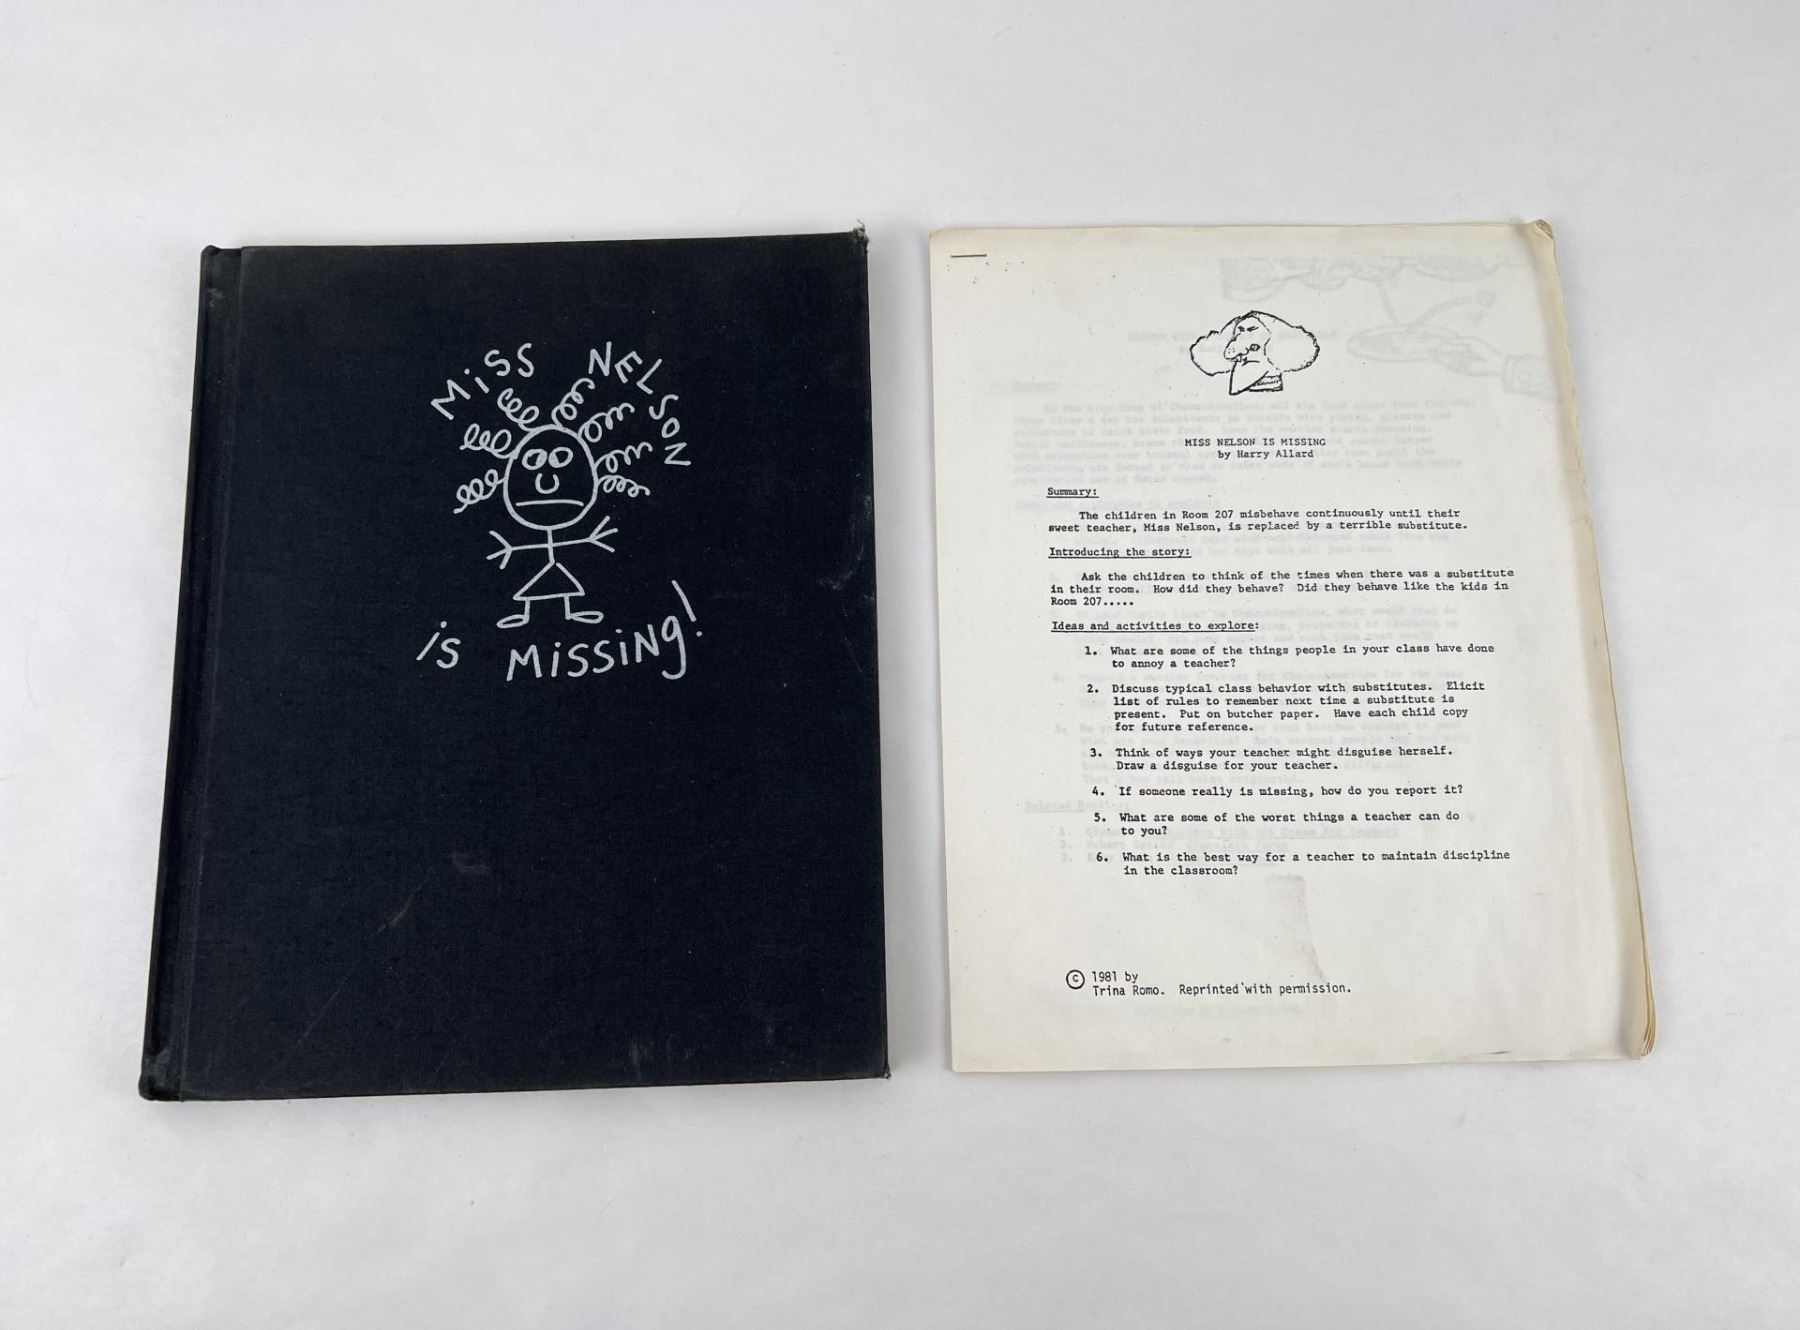 MiSS NELSON
is MiSSiNG!
MISS NELSON IS MISSING
by Harry Allard
Summary:
The children in Room 207 misbehave continuously until their
sweet teacher, Miss Nelson, is replaced by a terrible substitute.
Introducing the story:
Ask the children to think of the times when there was a substitute
in their room. How did they behave? Did they behave like the kids in
Room 207.....
Ideas and activities to explore:
1. What are some of the things people in your class have done
to annoy a teacher?
2. Discuss typical class behavior with substitutes. Elicit
list of rules to remember next time a substitute is
present. Put on butcher paper. Have each child copy
for future reference.
3. Think of ways your teacher might disguise herself.
Draw a disguise for your teacher.
4. If someone really is missing, how do you report it?
5. What are some of the worst things a teacher can do
to you?
6. What is the best way for a teacher to maintain discipline
in the classroom?
© 1981 by
Trina Romo. Reprinted with permission.